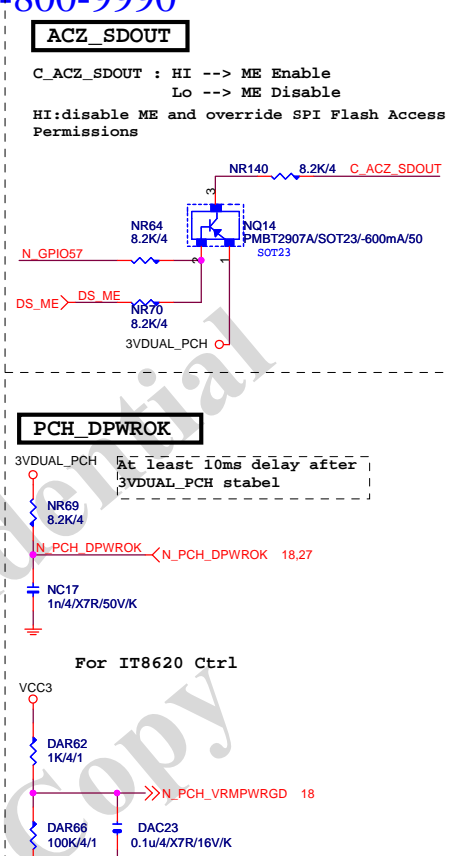 -800-9990
ACZ_SDOUT
C_ACZ_SDOUT : HI --> ME Enable
Lo --> ME Disable
HI:disable ME and override SPI Flash Access
Permissions
NR140 8.2K/4 C_ACZ_SDOUT
3
NR64
8.2K/4
NQ14
PMBT2907A/SOT23/-600mA/50
SOT23
N_GPIO57
2
1
DS_ME DS_ME
NR70
8.2K/4
3VDUAL_PCH
PCH_DPWROK
3VDUAL_PCH
At least 10ms delay after
3VDUAL_PCH stabel
NR69
8.2K/4
N_PCH_DPWROK N_PCH_DPWROK 18,27
NC17
1n/4/X7R/50V/K
For IT8620 Ctrl
VCC3
DAR62
1K/4/1
N_PCH_VRMPWRGD 18
DAR66
100K/4/1
DAC23
0.1u/4/X7R/16V/K
dential
Copy